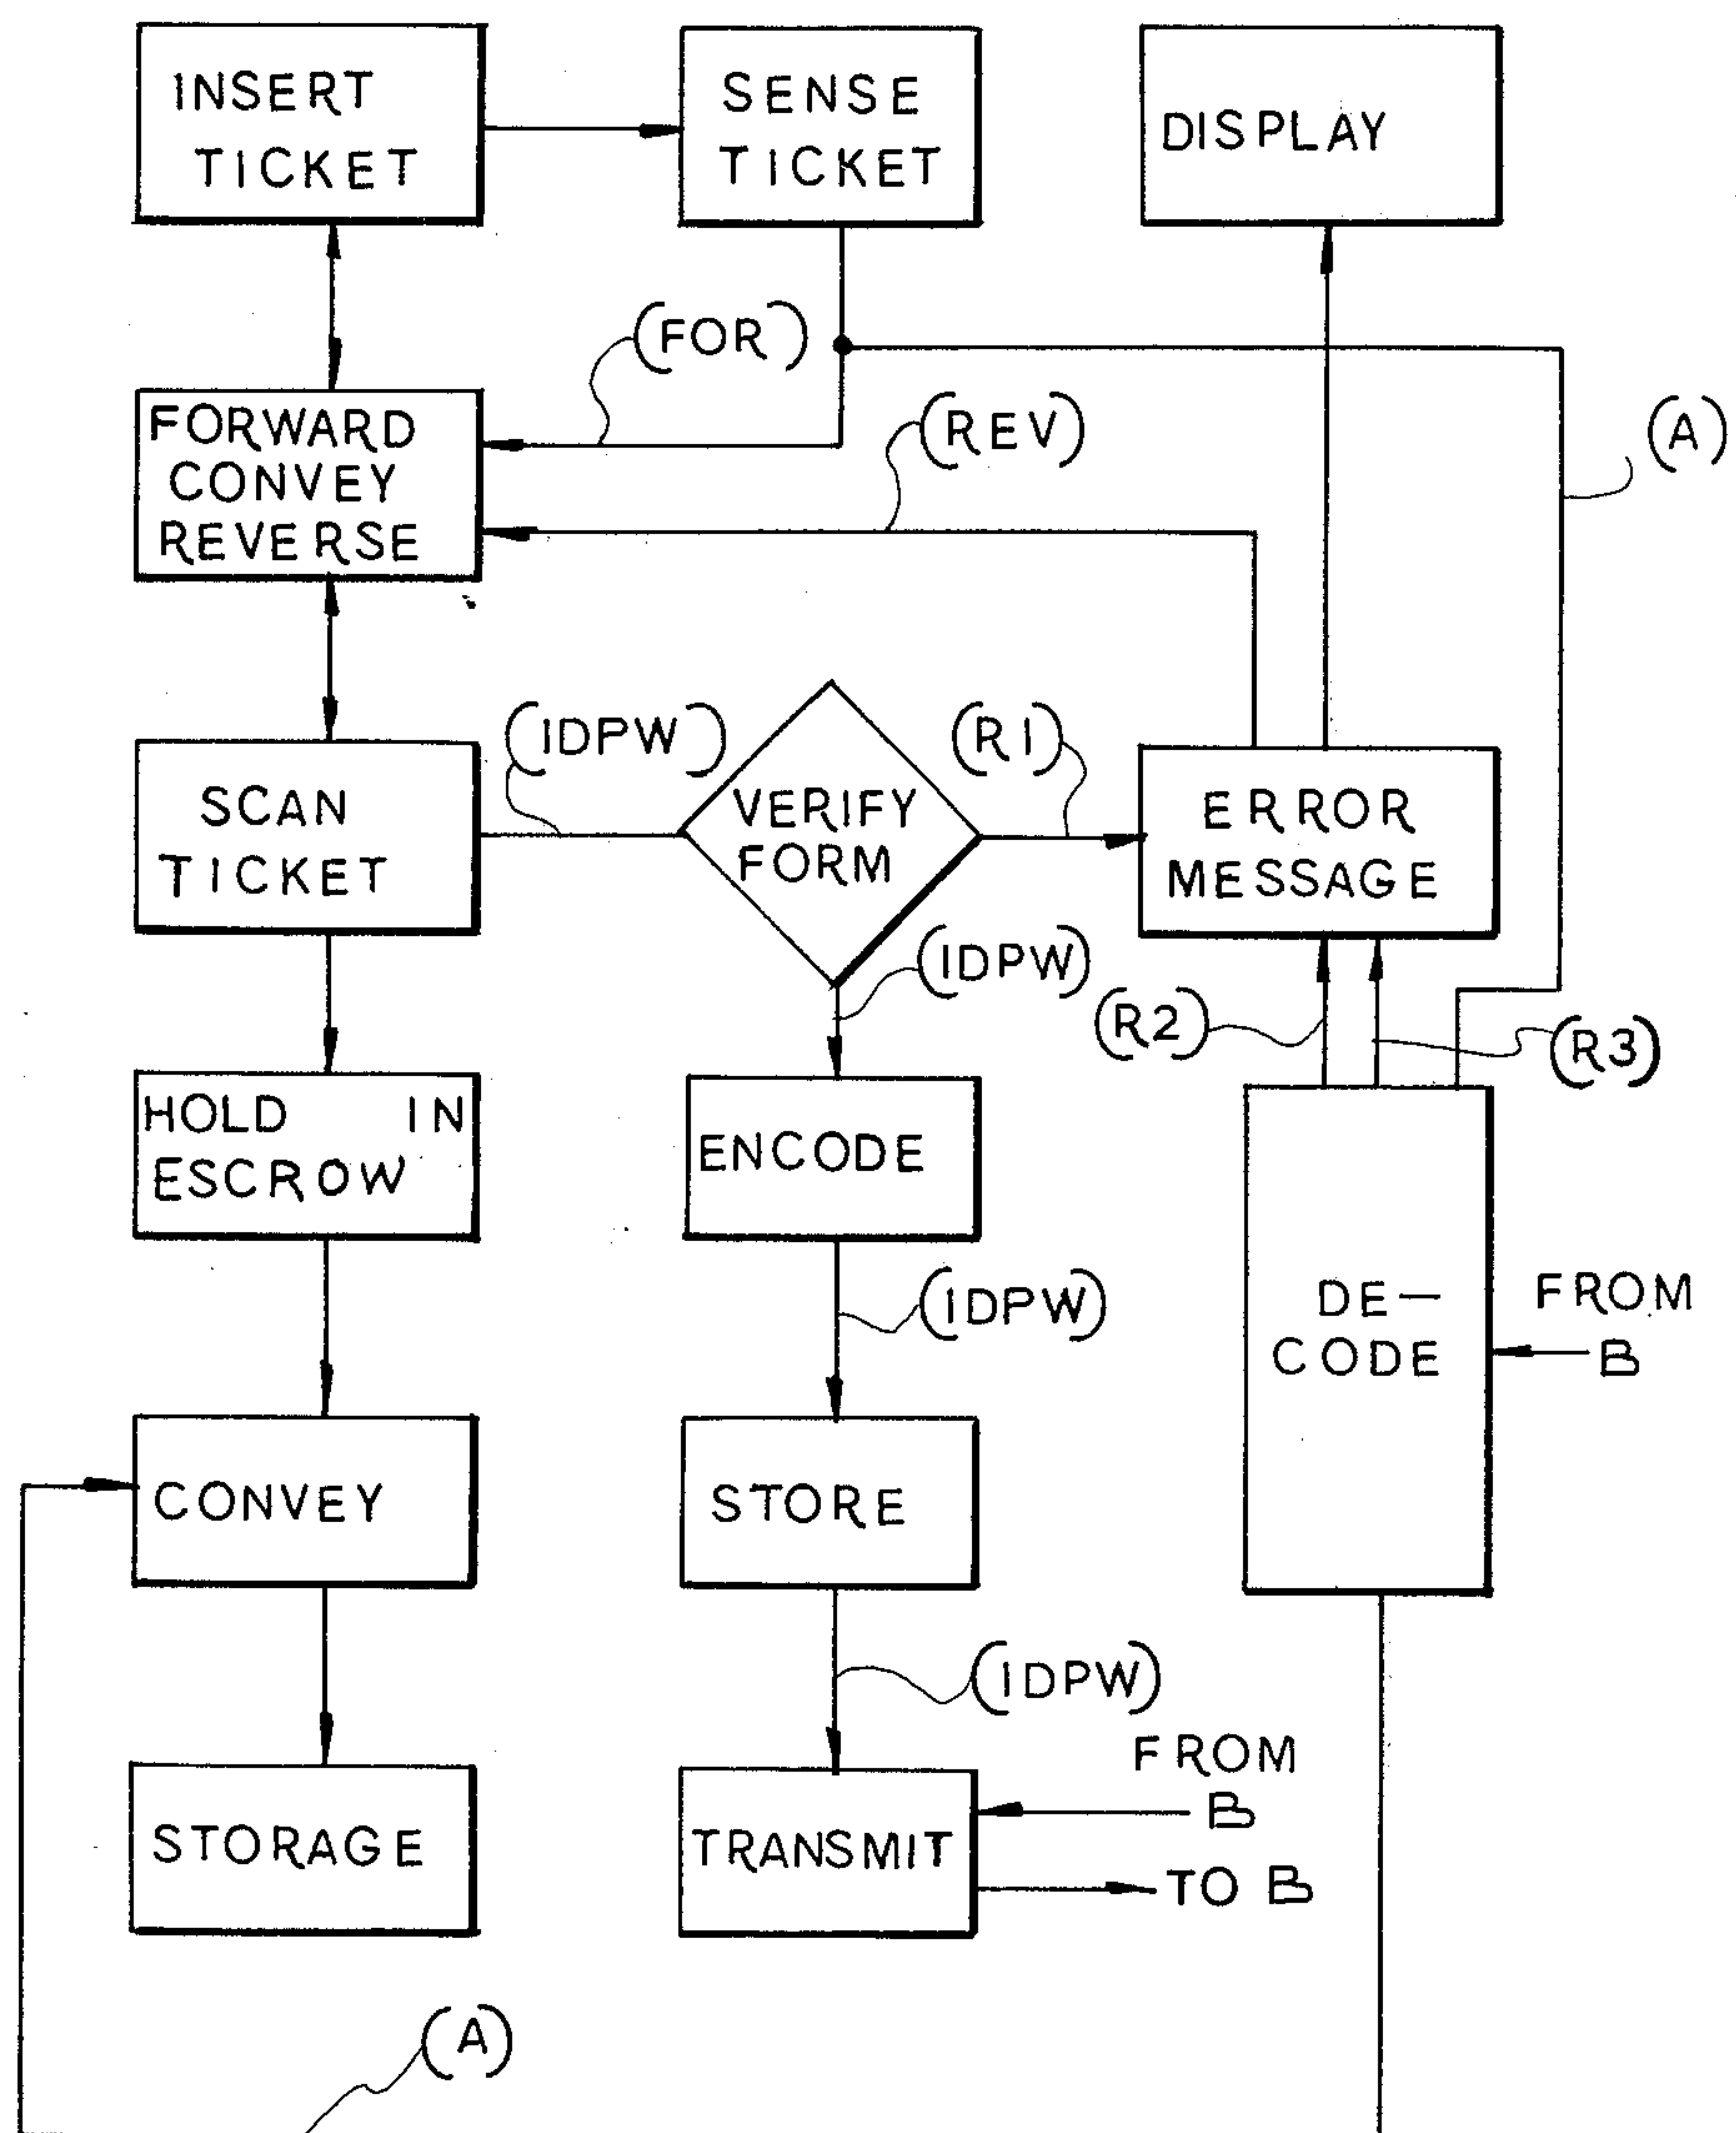 INSERT
TICKET
SENSE
TICKET
DISPLAY
(FOR)
(REV)
(A)
FORWARD
CONVEY
REVERSE
(IDPW)
(R1)
SCAN
TICKET
VERIFY
FORM
ERROR
MESSAGE
(IDPW)
(R2)
(R3)
HOLD IN
ESCROW
ENCODE
DE-
CODE
FROM
B
(IDPW)
CONVEY
STORE
(IDPW)
STORAGE
TRANSMIT
FROM
B
TO B
(A)